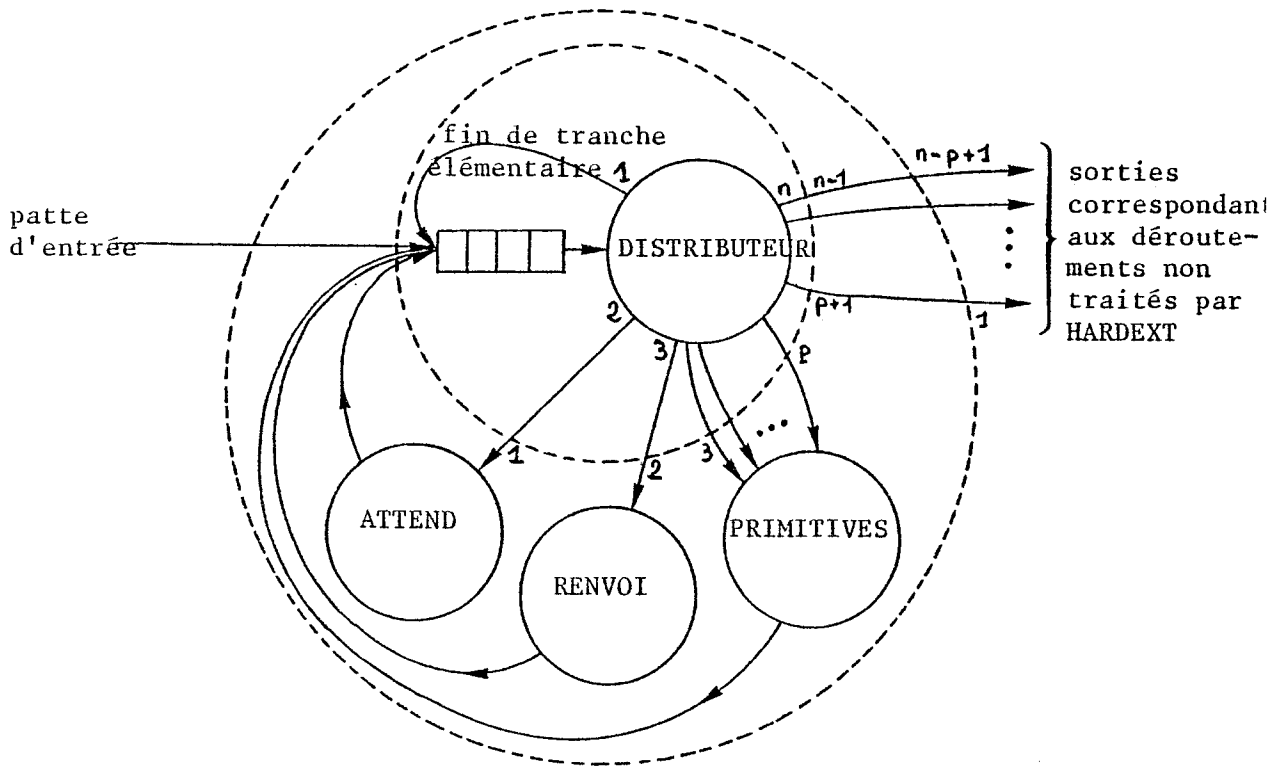 fin de tranche
élémentaire
1
patte
d'entrée
DISTRIBUTEUR
n
n-1
n-p+1
sorties
correspondant
aux déroute-
ments non
traités par
HARDEXT
p+1
1
2
3
p
1
2
3
ATTEND
RENVOI
PRIMITIVES